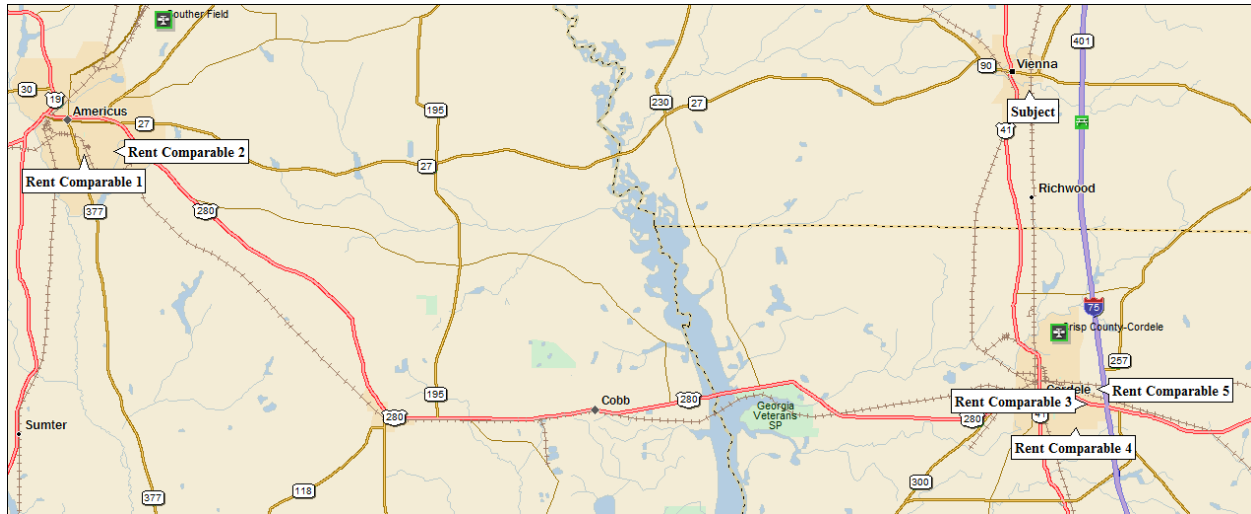 Souther Field
401
Vienna
90
30
19
230
27
195
Subject
Americus
27
41
Rent Comparable 2
27
Rent Comparable 1
Richwood
377
280
75
Crisp County-Cordele
257
195
Cordele
Rent Comparable 5
Cobb
280
Rent Comparable 3
Georgia
Veterans
SP
280
280
41
Sumter
Rent Comparable 4
300
118
377